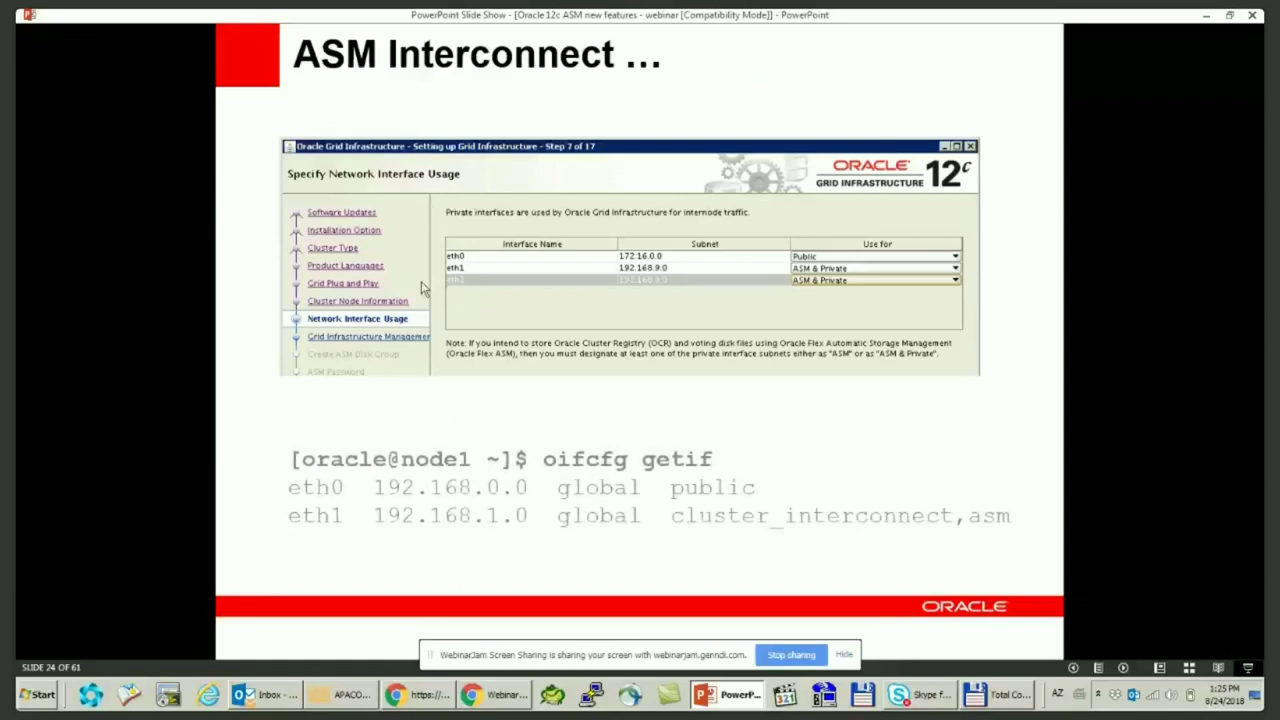 PowerPoint Slide Show - [Oracle 12c ASM new features - webinar [Compatibility Mode]] - PowerPoint
ASM Interconnect ...
Oracle Grid Infrastructure - Setting up Grid Infrastructure - Step 7 of 17
Specify Network Interface Usage
ORACLE
GRID INFRASTRUCTURE 12c
Software Updates
Installation Option
Cluster Type
Product Languages
Grid Plug and Play
Cluster Node Information
Network Interface Usage
Grid Infrastructure Managemer
Create ASM Disk Group
ASM Password
Private interfaces are used by Oracle Grid Infrastructure for internode traffic.
Interface Name Subnet Use for
eth0 172.16.0.0 Public
eth1 192.168.9.0 ASM & Private
eth2 192.168.9.0 ASM & Private
Note: If you intend to store Oracle Cluster Registry (OCR) and voting disk files using Oracle Flex Automatic Storage Management
(Oracle Flex ASM), then you must designate at least one of the private interface subnets either as "ASM" or as "ASM & Private".
[oracle@node1 ~]$ oifcfg getif
eth0 192.168.0.0 global public
eth1 192.168.1.0 global cluster_interconnect,asm
ORACLE
WebinarJam Screen Sharing is sharing your screen with webinarjam.genndi.com. Stop sharing Hide
SLIDE 24 OF 61
Start Inbox - ... APACO... https://... Webinar... PowerP... 321 Skype f... Total Co... AZ 1:25 PM
8/24/2018